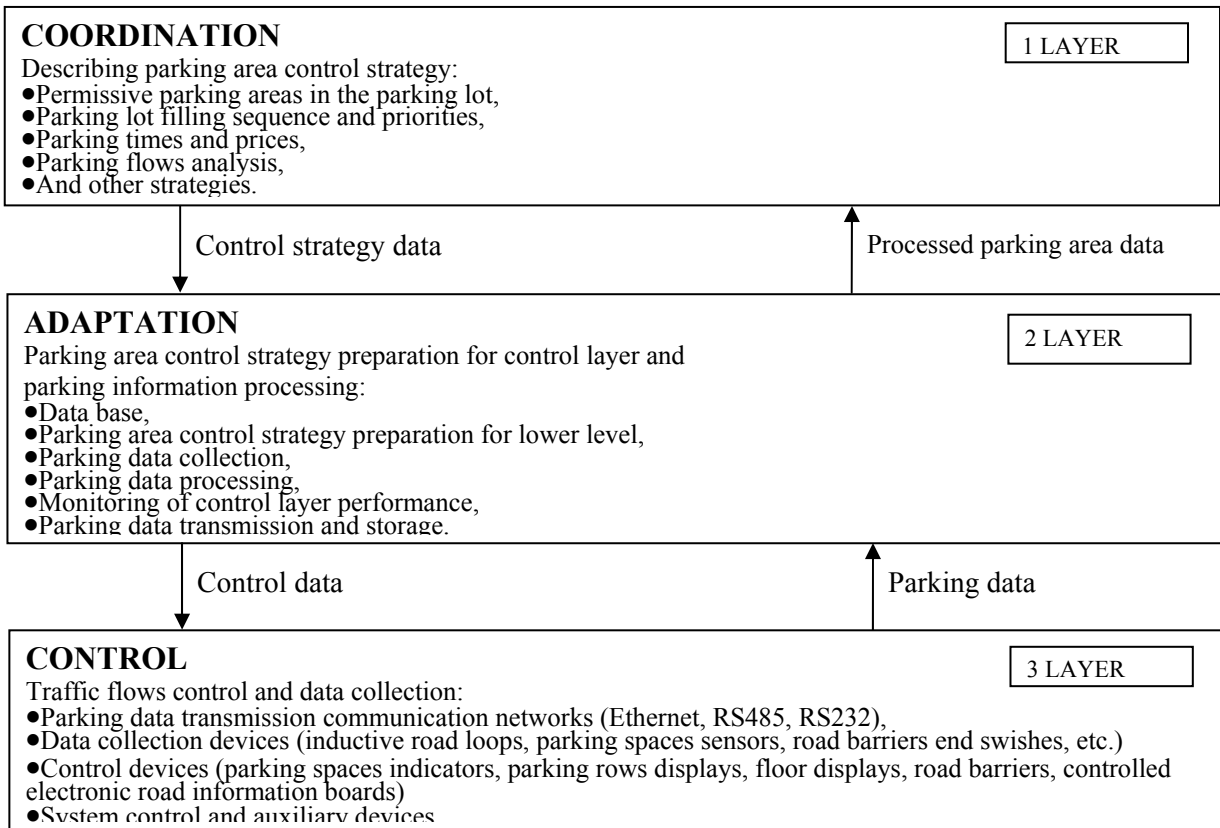 COORDINATION
1 LAYER
Describing parking area control strategy:
●Permissive parking areas in the parking lot,
●Parking lot filling sequence and priorities,
●Parking times and prices,
●Parking flows analysis,
●And other strategies.
Control strategy data
Processed parking area data
ADAPTATION
2 LAYER
Parking area control strategy preparation for control layer and
parking information processing:
●Data base,
●Parking area control strategy preparation for lower level,
●Parking data collection,
●Parking data processing,
●Monitoring of control layer performance,
●Parking data transmission and storage.
Control data
Parking data
CONTROL
3 LAYER
Traffic flows control and data collection:
●Parking data transmission communication networks (Ethernet, RS485, RS232),
●Data collection devices (inductive road loops, parking spaces sensors, road barriers end swishes, etc.)
●Control devices (parking spaces indicators, parking rows displays, floor displays, road barriers, controlled
electronic road information boards)
●System control and auxiliary devices